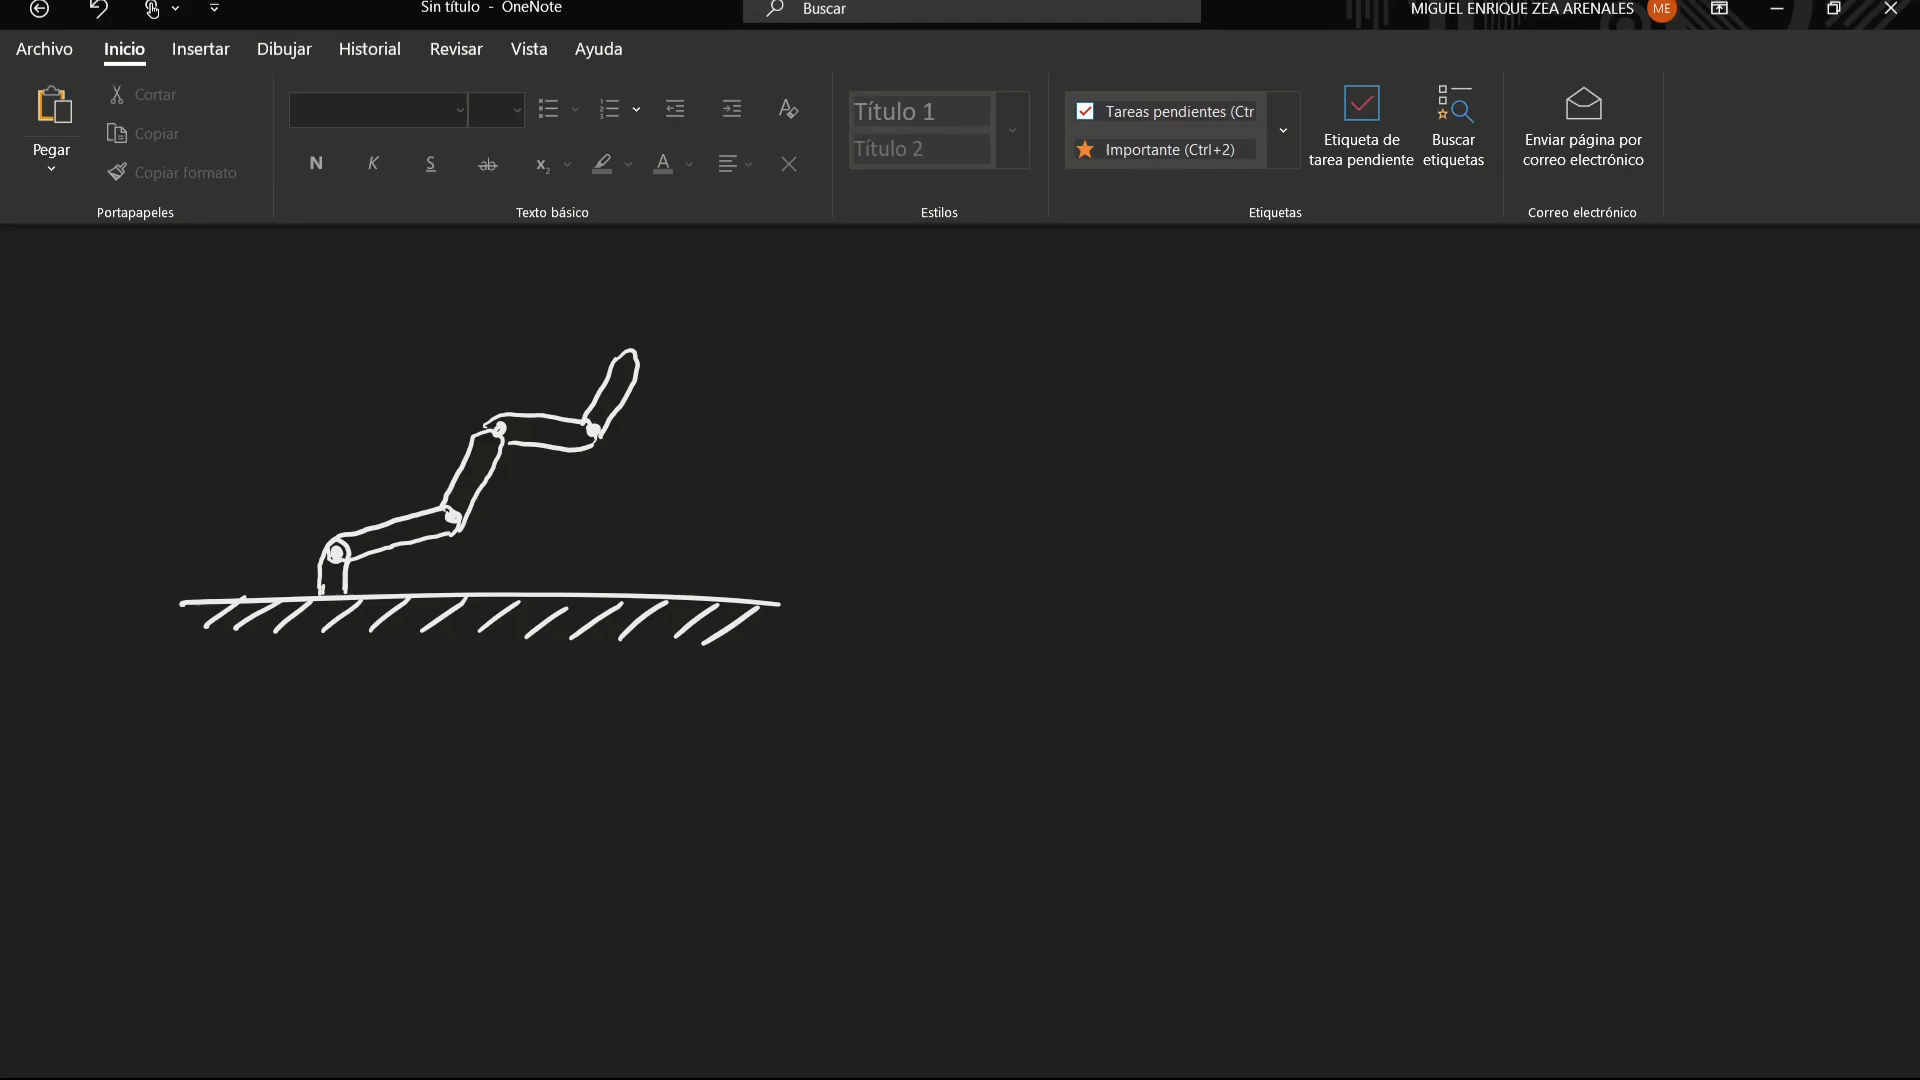 Sin título - OneNote
Buscar
MIGUEL ENRIQUE ZEA ARENALES
ME
Archivo
Inicio
Insertar
Dibujar
Historial
Revisar
Vista
Ayuda
Pegar
Cortar
Copiar
Copiar formato
Portapapeles
N
K
S
ab
x₂
A
Texto básico
Título 1
Título 2
Estilos
Tareas pendientes (Ctr
Importante (Ctrl+2)
Etiqueta de
tarea pendiente
Buscar
etiquetas
Etiquetas
Enviar página por
correo electrónico
Correo electrónico